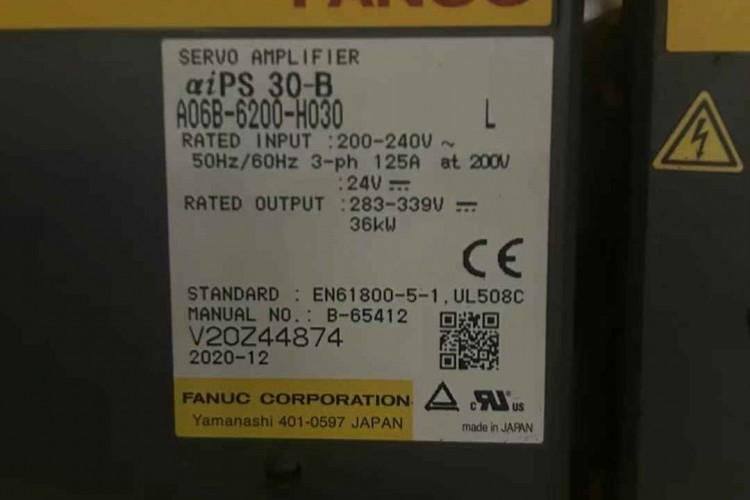 FANUC
SERVO AMPLIFIER
αiPS 30-B
A06B-6200-H030 L
RATED INPUT :200-240V ~
50Hz/60Hz 3-ph 125A at 200V
:24V ⎓
RATED OUTPUT :283-339V ⎓
36kW
CE
STANDARD : EN61800-5-1,UL508C
MANUAL NO.: B-65412
V20Z44874
2020-12
FANUC CORPORATION
Yamanashi 401-0597 JAPAN
c RU US
made in JAPAN